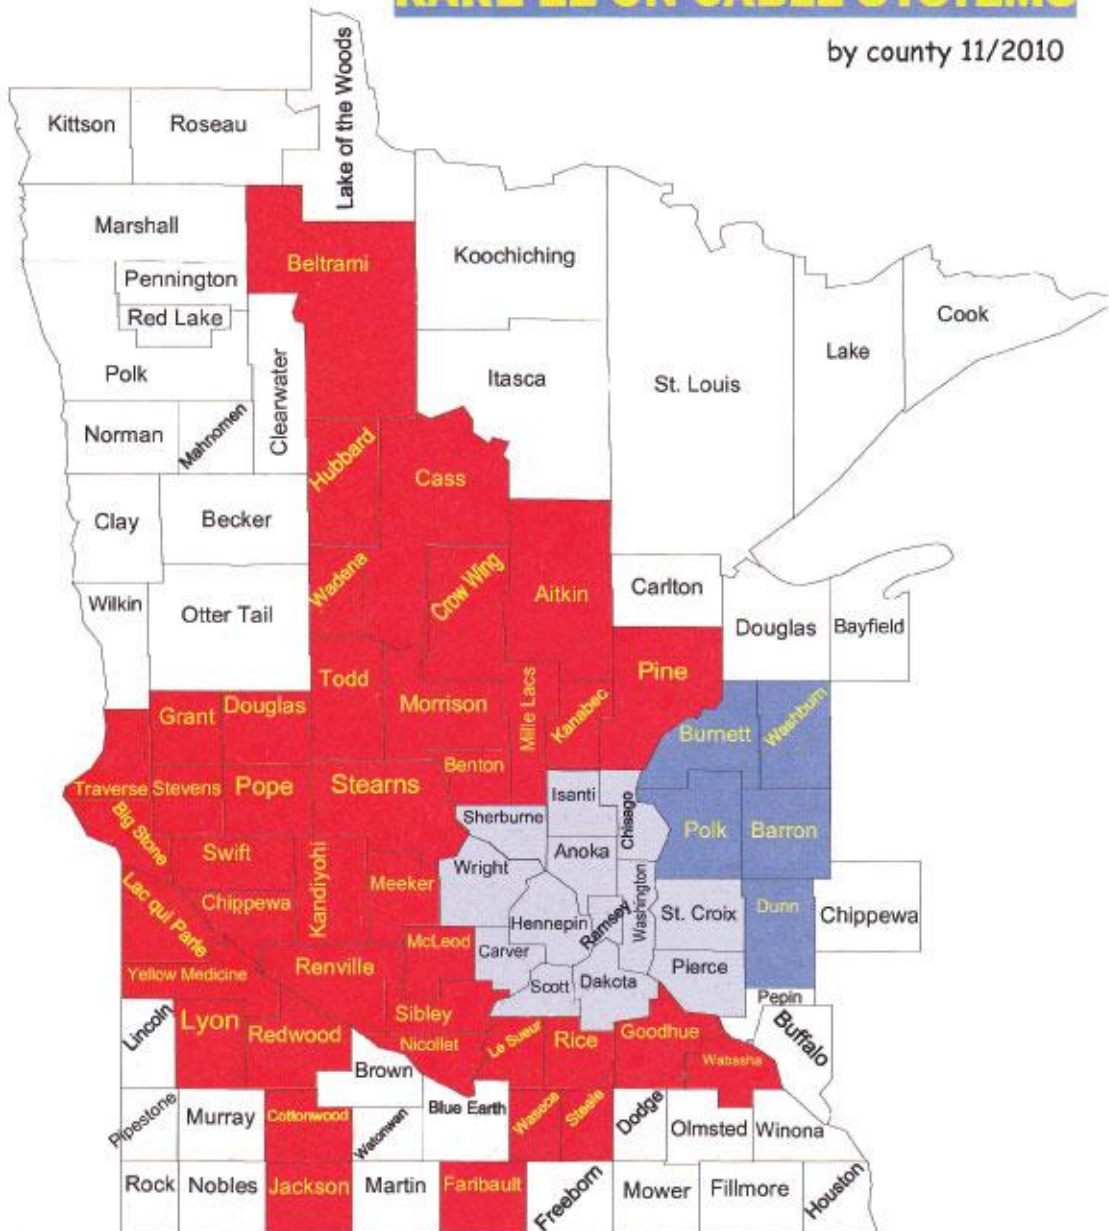 ON CABLE SYSTEMS
by county 11/2010
Kittson
Roseau
Lake of the Woods
Marshall
Beltrami
Koochiching
Pennington
Red Lake
Cook
Lake
Polk
Clearwater
Itasca
St. Louis
Norman
Mahnomen
Hubbard
Cass
Clay
Becker
Wadena
Crow Wing
Aitkin
Carlton
Wilkin
Otter Tail
Douglas
Bayfield
Todd
Pine
Grant
Douglas
Morrison
Mille Lacs
Kanabec
Burnett
Washburn
Traverse
Stevens
Pope
Stearns
Benton
Isanti
Chisago
Big Stone
Sherburne
Polk
Barron
Swift
Kandiyohi
Anoka
Wright
Meeker
Lac qui Parle
Chippewa
Hennepin
Ramsey
Washington
St. Croix
Dunn
Chippewa
McLeod
Carver
Yellow Medicine
Renville
Scott
Dakota
Pierce
Pepin
Lincoln
Lyon
Redwood
Sibley
Nicollet
Le Sueur
Rice
Goodhue
Wabasha
Buffalo
Brown
Pipestone
Murray
Cottonwood
Watonwan
Blue Earth
Waseca
Steele
Dodge
Olmsted
Winona
Rock
Nobles
Jackson
Martin
Faribault
Freeborn
Mower
Fillmore
Houston